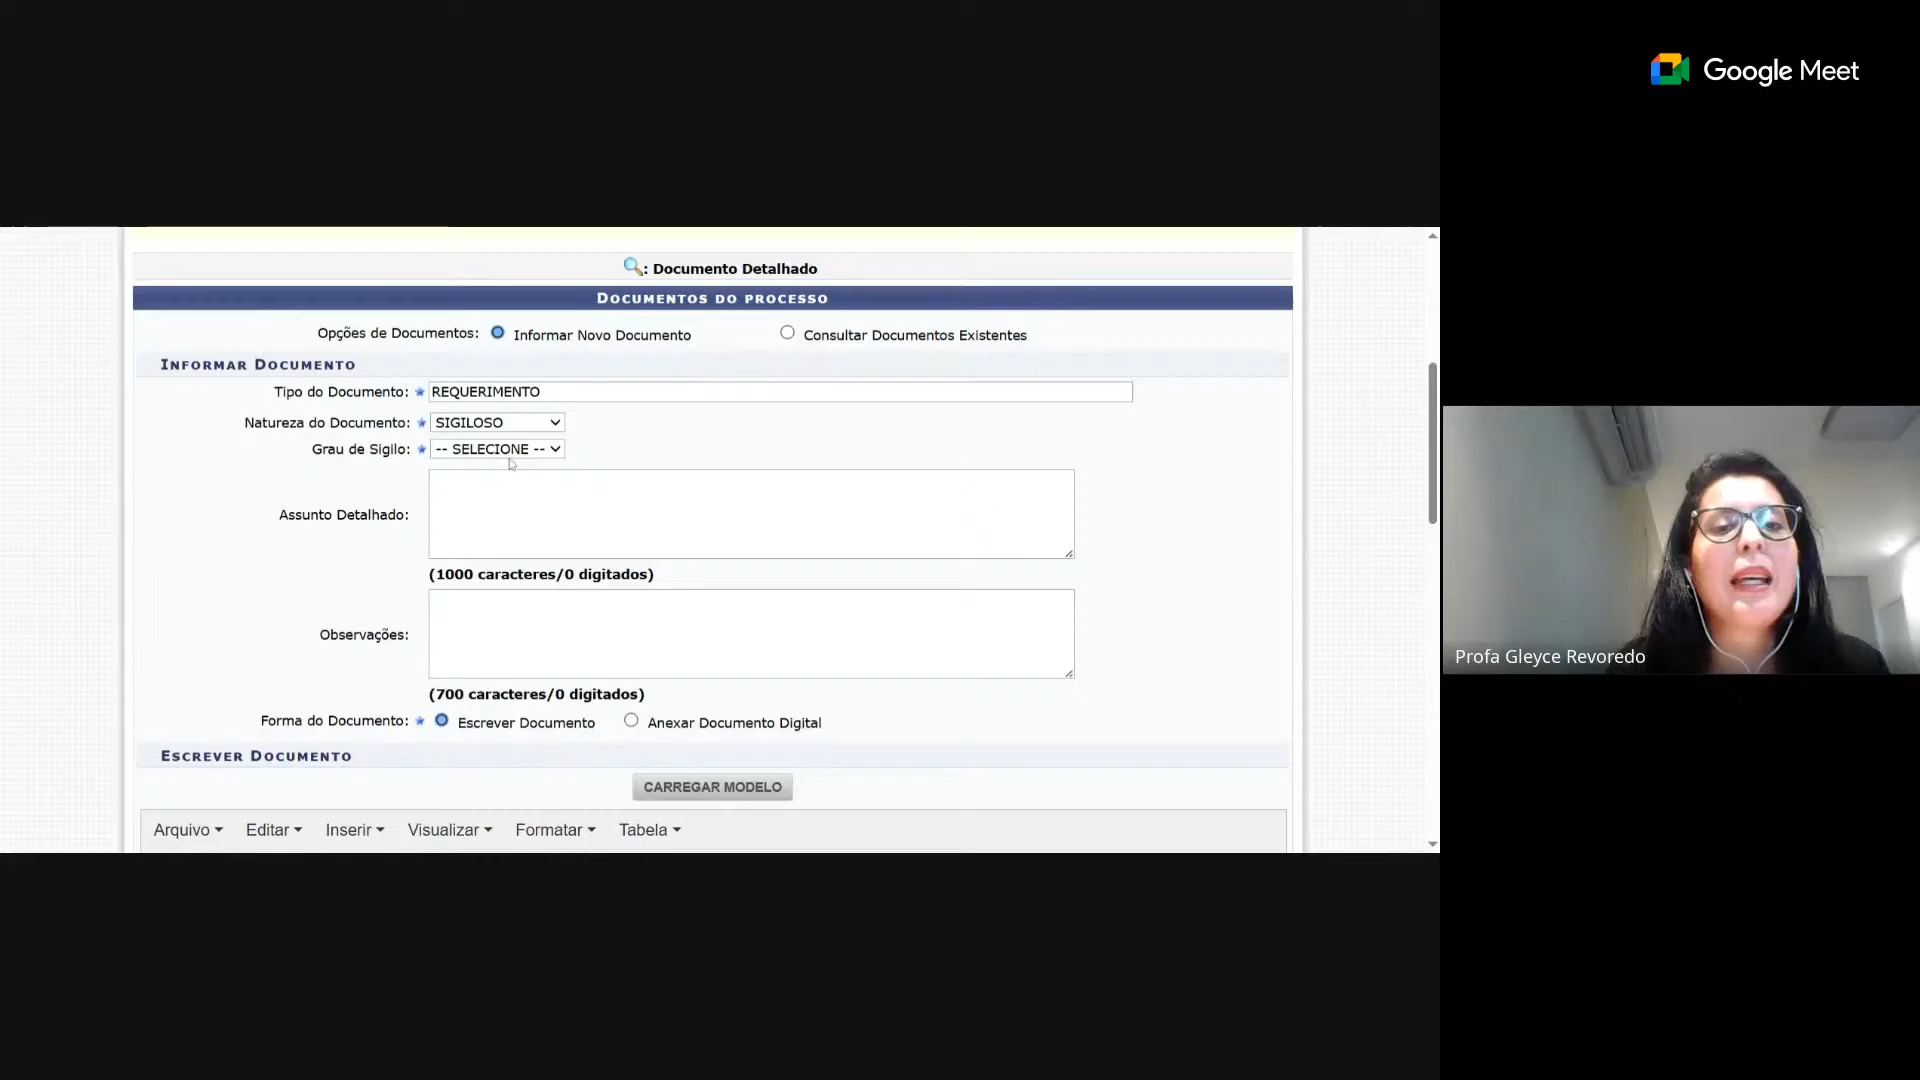 Google Meet
: Documento Detalhado
DOCUMENTOS DO PROCESSO
Opções de Documentos: Informar Novo Documento Consultar Documentos Existentes
INFORMAR DOCUMENTO
Tipo do Documento: REQUERIMENTO
Natureza do Documento: SIGILOSO
Grau de Sigilo: -- SELECIONE --
Assunto Detalhado:
(1000 caracteres/0 digitados)
Observações:
(700 caracteres/0 digitados)
Forma do Documento: Escrever Documento Anexar Documento Digital
ESCREVER DOCUMENTO
CARREGAR MODELO
Arquivo Editar Inserir Visualizar Formatar Tabela
Profa Gleyce Revoredo